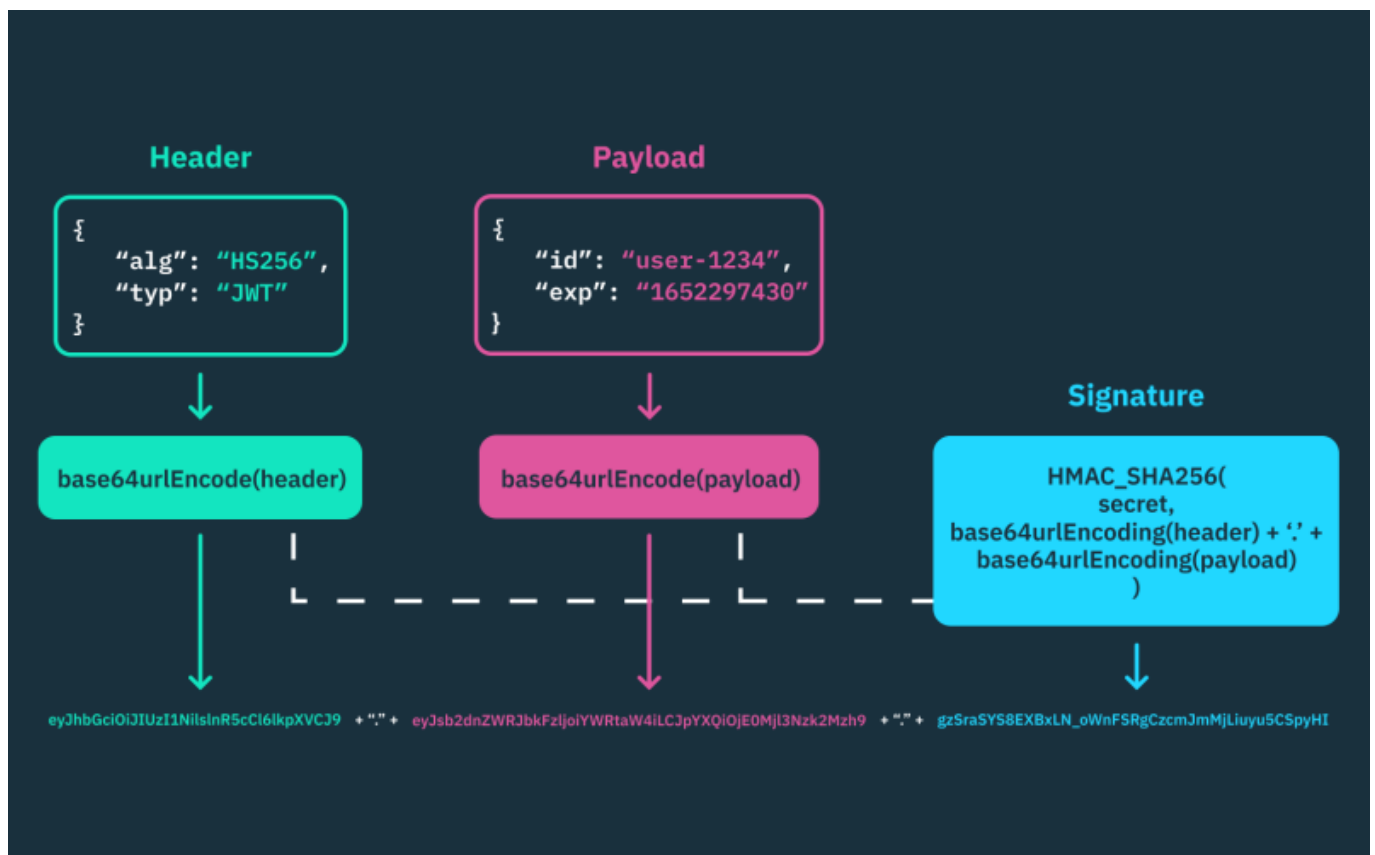 Header
{
“alg”: “HS256”,
“typ”: “JWT”
}
base64urlEncode(header)
Payload
{
“id”: “user-1234”,
“exp”: “1652297430”
}
base64urlEncode(payload)
Signature
HMAC_SHA256(
secret,
base64urlEncoding(header) + ‘.’ +
base64urlEncoding(payload)
)
eyJhbGciOiJIUzI1NiIsInR5cCI6IkpXVCJ9 + “.” + eyJsb2dnZWRJbkFzIjoiYWRtaW4iLCJpYXQiOjE0MjI3Nzk2Mzh9 + “.” + gzSraSYS8EXBxLN_oWnFSRgCzcmJmMjLiuyu5CSpyHI